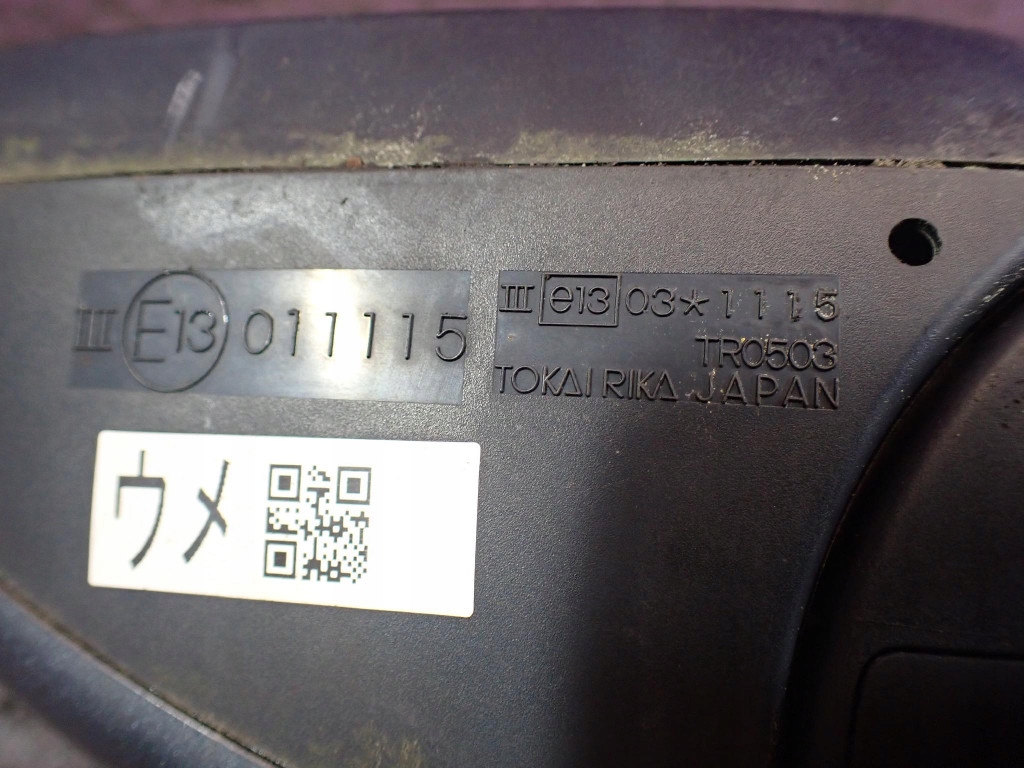 III E13 011115
III e13 03*1115
TR0503
TOKAI RIKA JAPAN
ウメ